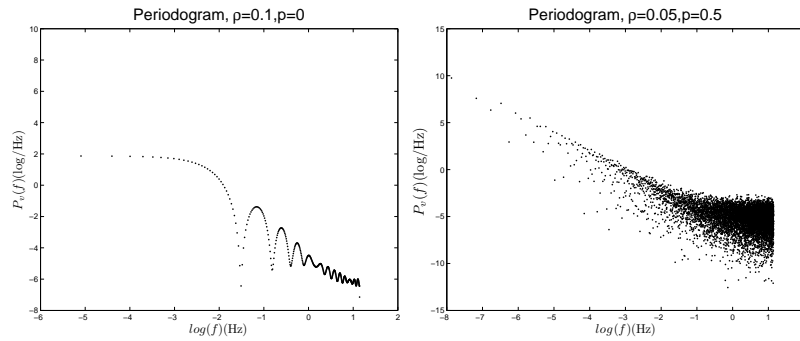 Periodogram, ρ=0.1,p=0
10
8
6
4
2
0
−2
−4
−6
−8
P_v(f)(log/Hz)
−6 −5 −4 −3 −2 −1 0 1 2
log(f)(Hz)
Periodogram, ρ=0.05,p=0.5
15
10
5
0
−5
−10
−15
P_v(f)(log/Hz)
−8 −7 −6 −5 −4 −3 −2 −1 0 1 2
log(f)(Hz)